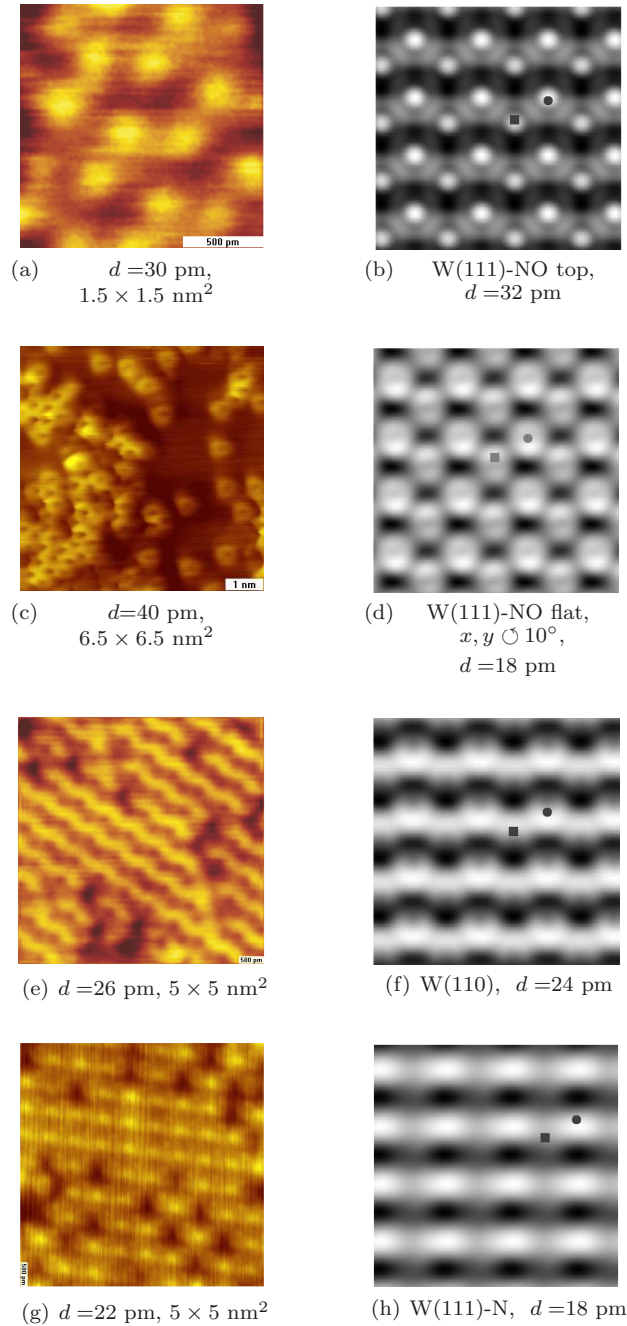 500 pm
(a) d =30 pm,
1.5 × 1.5 nm²
(b) W(111)-NO top,
d =32 pm
1 nm
(c) d=40 pm,
6.5 × 6.5 nm²
(d) W(111)-NO flat,
x, y ↺ 10°,
d =18 pm
500 pm
(e) d =26 pm, 5 × 5 nm²
(f) W(110), d =24 pm
500 pm
(g) d =22 pm, 5 × 5 nm²
(h) W(111)-N, d =18 pm